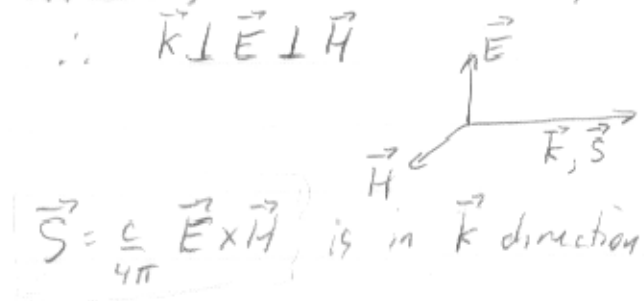 ∴ k⃗ ⊥ E⃗ ⊥ H⃗
E⃗
k⃗, S⃗
H⃗
S⃗ = c/4π E⃗ × H⃗ is in k⃗ direction